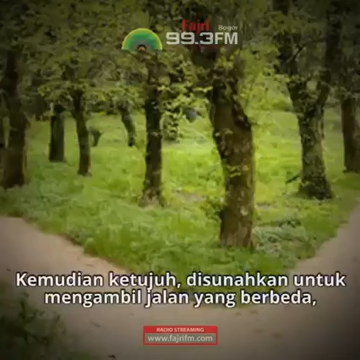 Fajri Bogor
99.3FM
Kemudian ketujuh, disunahkan untuk
mengambil jalan yang berbeda,
RADIO STREAMING
www.fajrifm.com